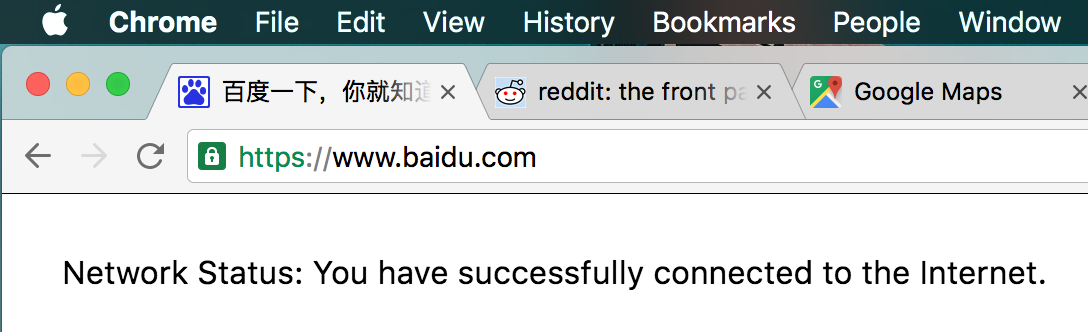 Chrome File Edit View History Bookmarks People Window
百度一下，你就知道 reddit: the front pa Google Maps
https://www.baidu.com
Network Status: You have successfully connected to the Internet.